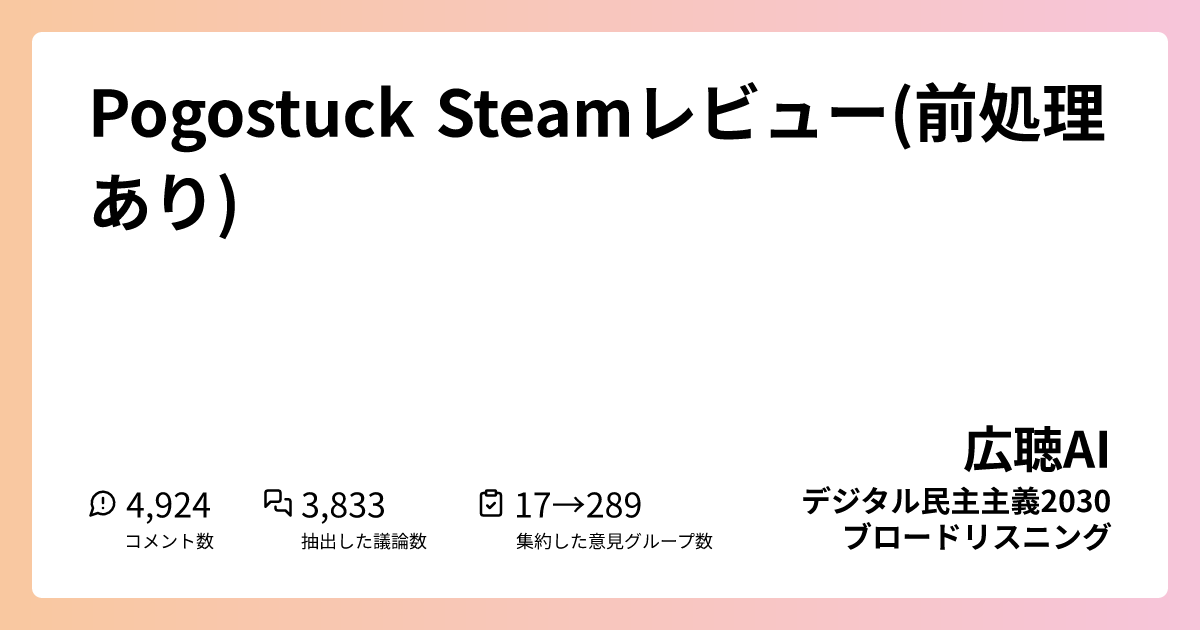 Pogostuck Steamレビュー(前処理
あり)
広聴AI
4,924
コメント数
3,833
抽出した議論数
17→289
集約した意見グループ数
デジタル民主主義2030
ブロードリスニング